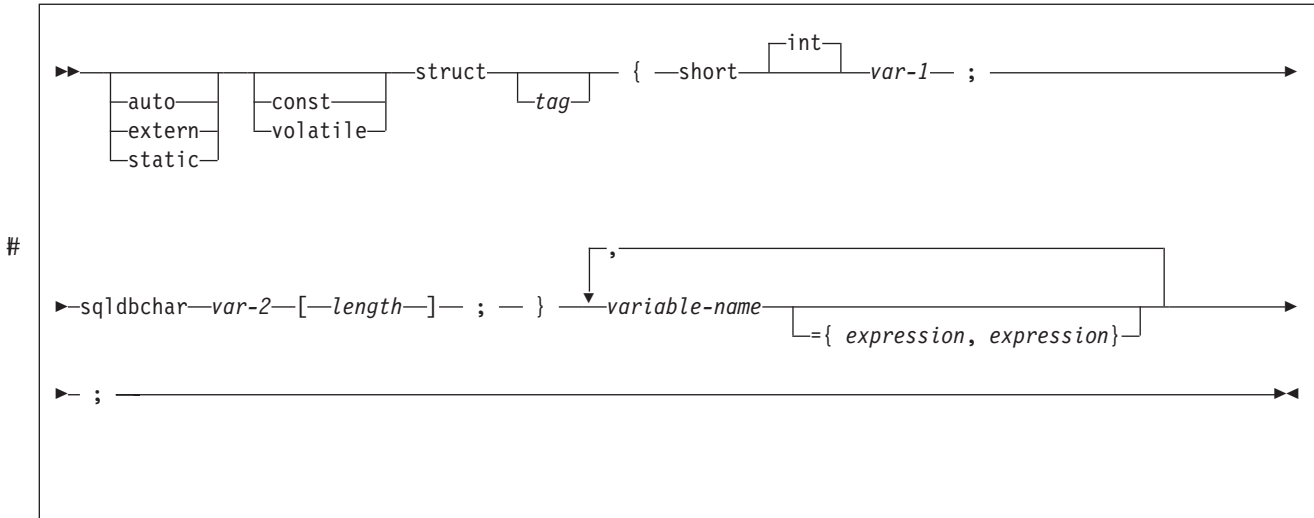 int
struct { short var-1 ;
auto const tag
extern volatile
static
#
,
sqldbchar var-2 [ length ] ; } variable-name
={ expression, expression}
;